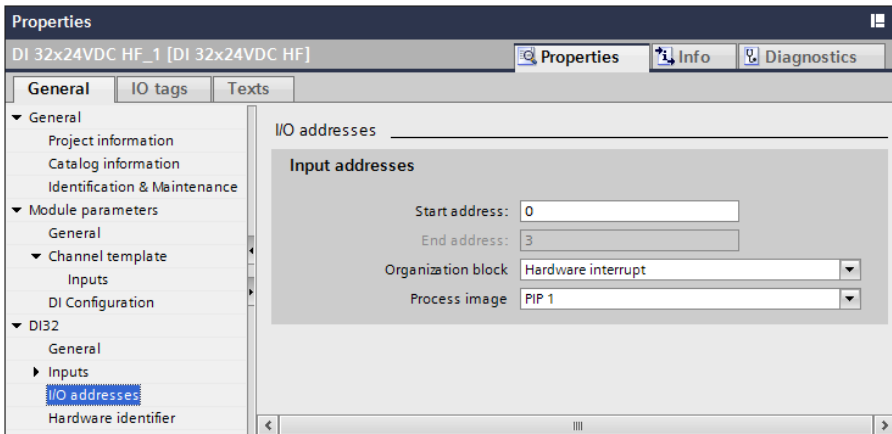 Properties
DI 32x24VDC HF_1 [DI 32x24VDC HF]
Properties
Info
Diagnostics
General
IO tags
Texts
General
Project information
Catalog information
Identification & Maintenance
Module parameters
General
Channel template
Inputs
DI Configuration
DI32
General
Inputs
I/O addresses
Hardware identifier
I/O addresses
Input addresses
Start address: 0
End address: 3
Organization block Hardware interrupt
Process image PIP 1